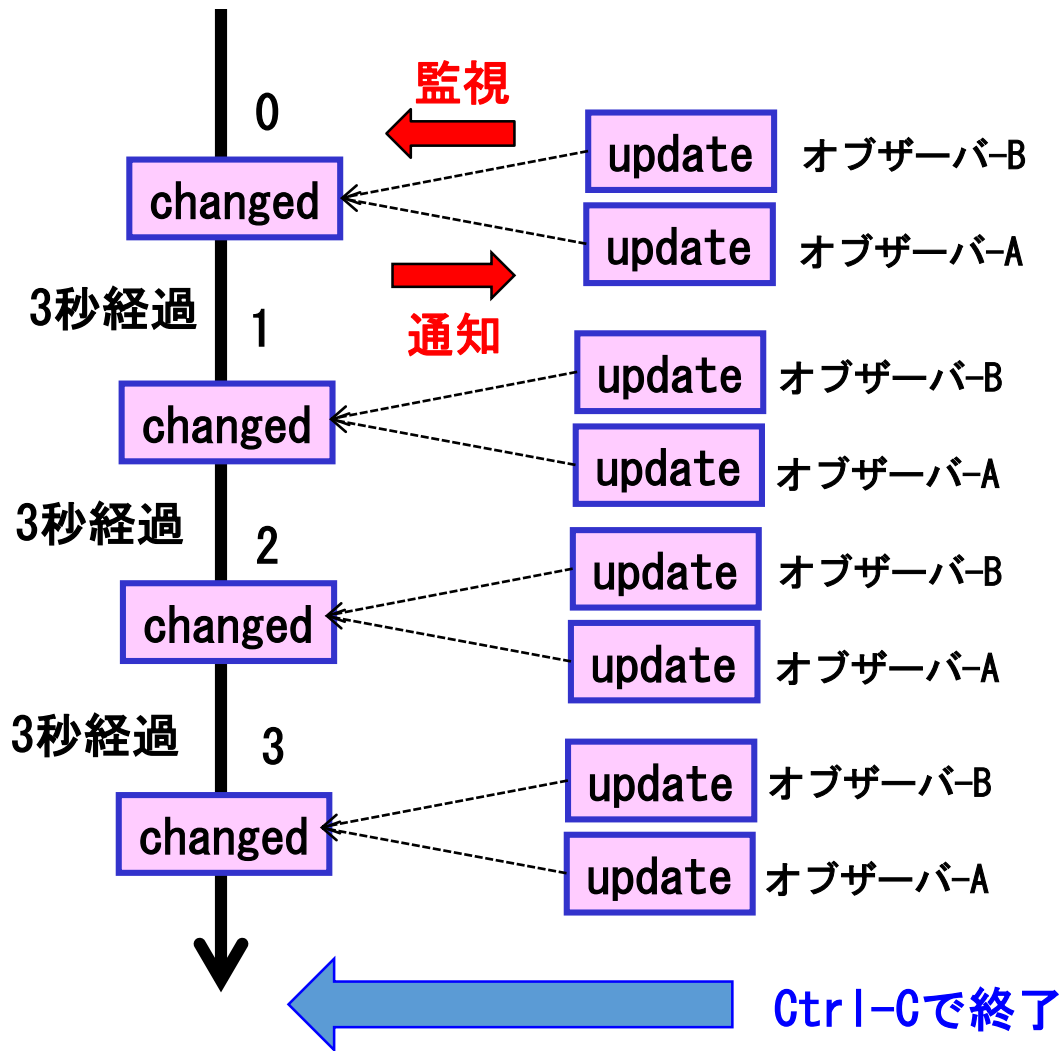 監視
0
update オブザーバ-B
changed
update オブザーバ-A
3秒経過
1
通知
update オブザーバ-B
changed
update オブザーバ-A
3秒経過
2
update オブザーバ-B
changed
update オブザーバ-A
3秒経過
3
update オブザーバ-B
changed
update オブザーバ-A
Ctrl-Cで終了